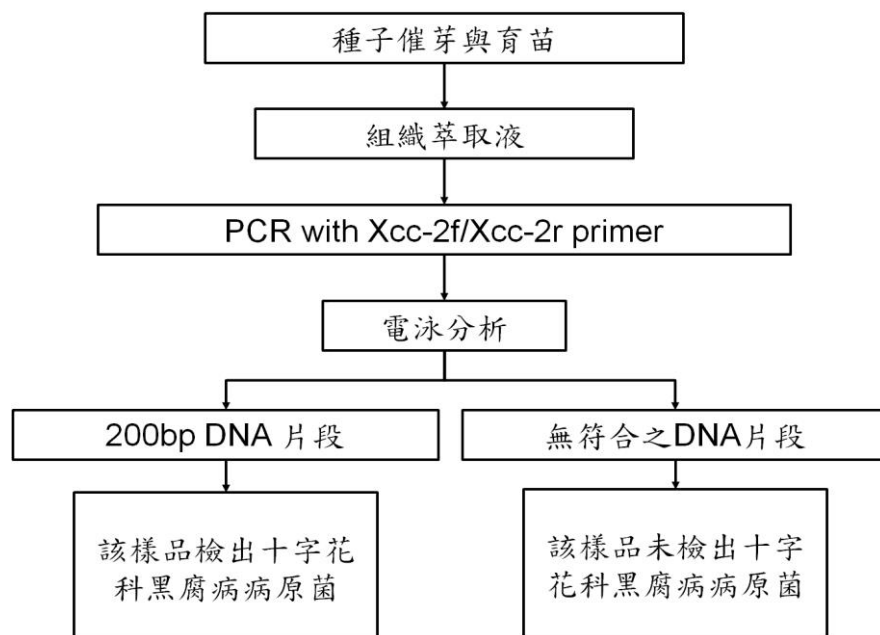 種子催芽與育苗
組織萃取液
PCR with Xcc-2f/Xcc-2r primer
電泳分析
200bp DNA 片段
無符合之DNA片段
該樣品檢出十字花
科黑腐病病原菌
該樣品未檢出十字
花科黑腐病病原菌